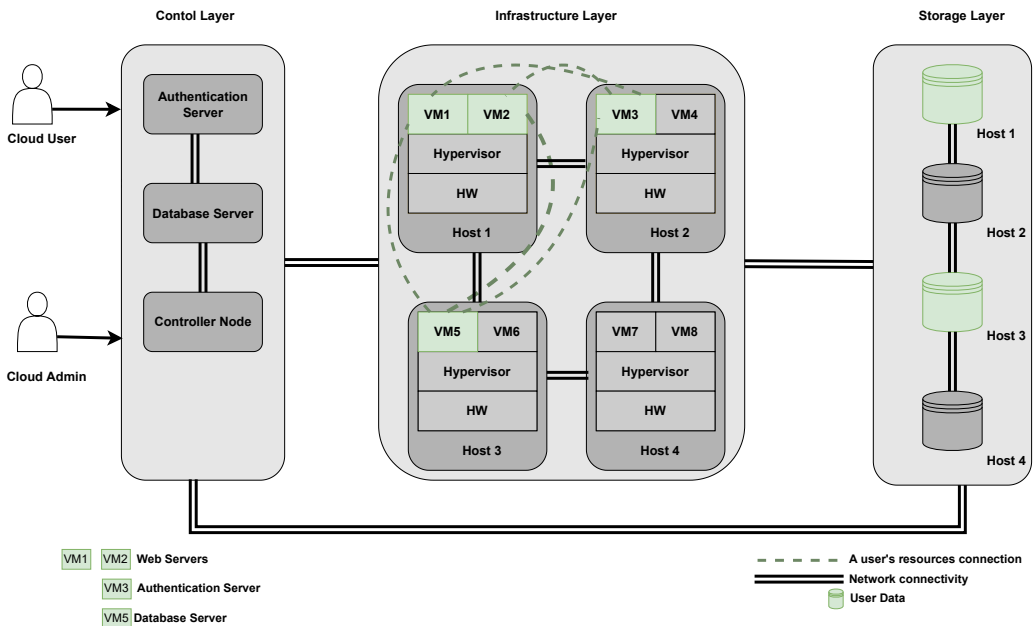 Contol Layer
Infrastructure Layer
Storage Layer
Cloud User
Authentication
Server
Database Server
Controller Node
Cloud Admin
VM1
VM2
Hypervisor
HW
Host 1
VM3
VM4
Hypervisor
HW
Host 2
VM5
VM6
Hypervisor
HW
Host 3
VM7
VM8
Hypervisor
HW
Host 4
Host 1
Host 2
Host 3
Host 4
VM1 VM2 Web Servers
VM3 Authentication Server
VM5 Database Server
A user's resources connection
Network connectivity
User Data